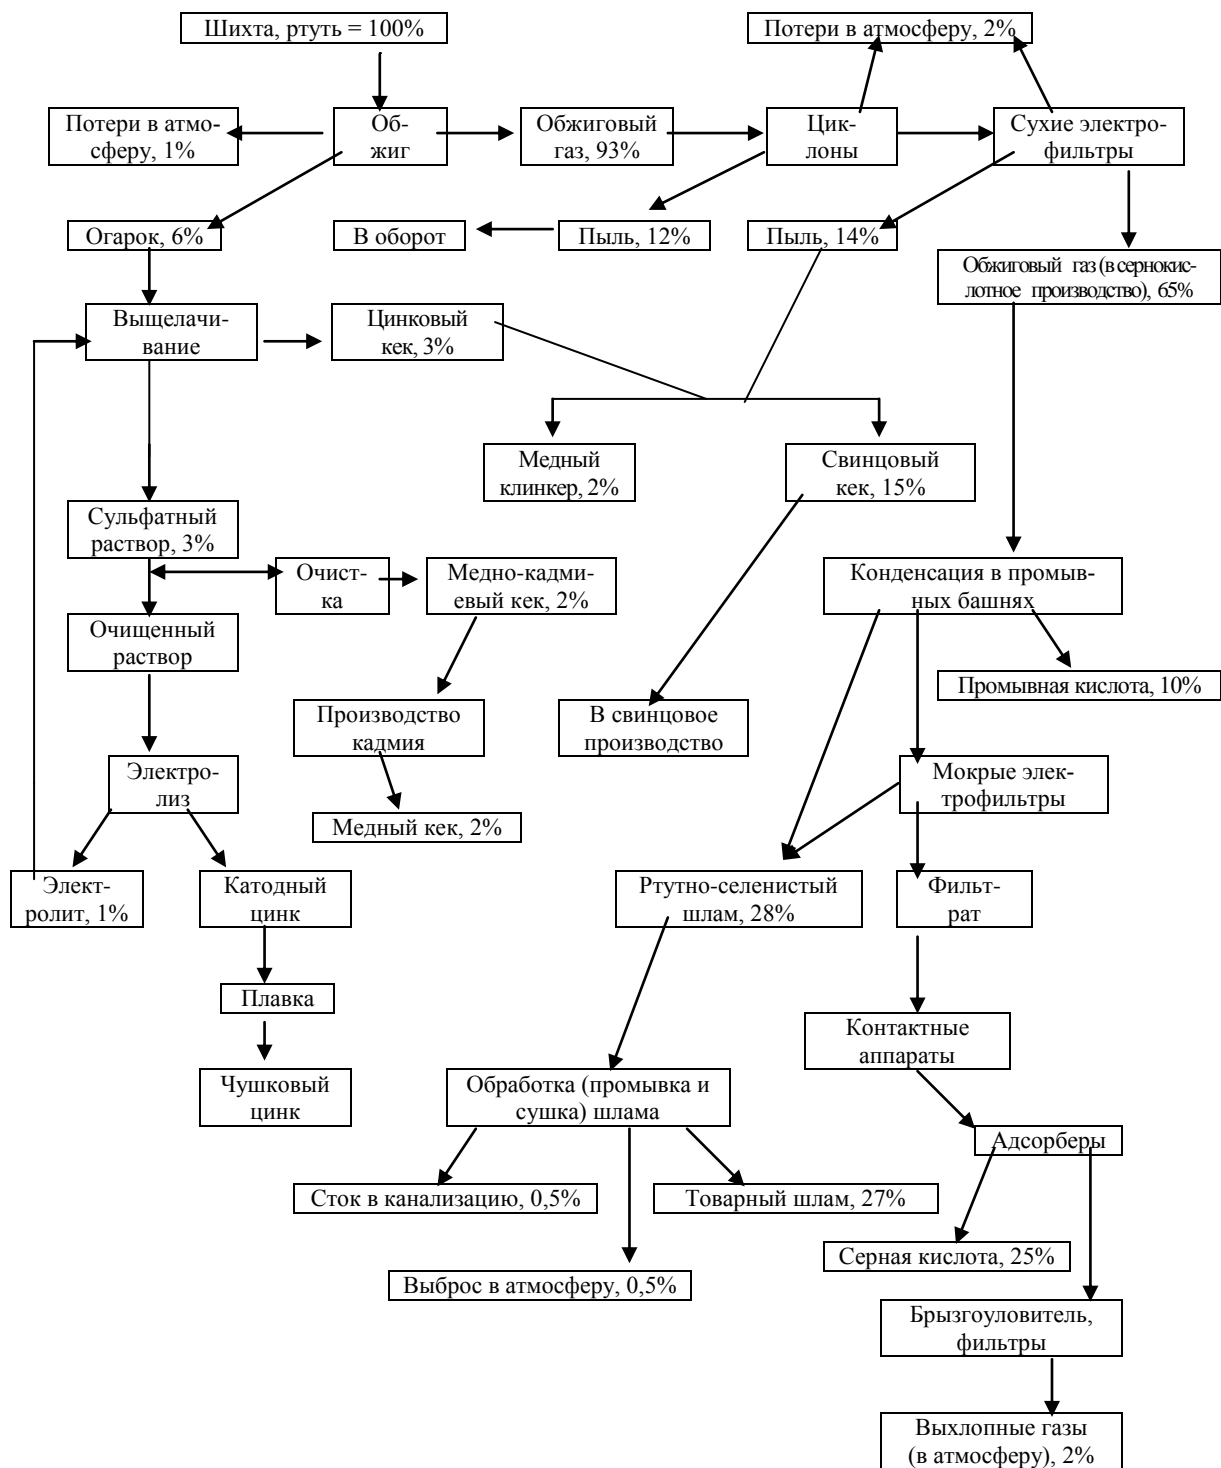 Шихта, ртуть = 100%
Потери в атмосферу, 2%
Потери в атмо-
сферу, 1%
Об-
жиг
Обжиговый
газ, 93%
Цик-
лоны
Сухие электро-
фильтры
Огарок, 6%
В оборот
Пыль, 12%
Пыль, 14%
Обжиговый газ (в сернокис-
лотное производство), 65%
Выщелачи-
вание
Цинковый
кек, 3%
Медный
клинкер, 2%
Свинцовый
кек, 15%
Сульфатный
раствор, 3%
Очист-
ка
Медно-кадми-
евый кек, 2%
Конденсация в промыв-
ных башнях
Очищенный
раствор
Промывная кислота, 10%
Производство
кадмия
В свинцовое
производство
Электро-
лиз
Мокрые элек-
трофильтры
Медный кек, 2%
Элект-
ролит, 1%
Катодный
цинк
Ртутно-селенистый
шлам, 28%
Фильт-
рат
Плавка
Контактные
аппараты
Чушковый
цинк
Обработка (промывка и
сушка) шлама
Адсорберы
Сток в канализацию, 0,5%
Товарный шлам, 27%
Серная кислота, 25%
Выброс в атмосферу, 0,5%
Брызгоуловитель,
фильтры
Выхлопные газы
(в атмосферу), 2%